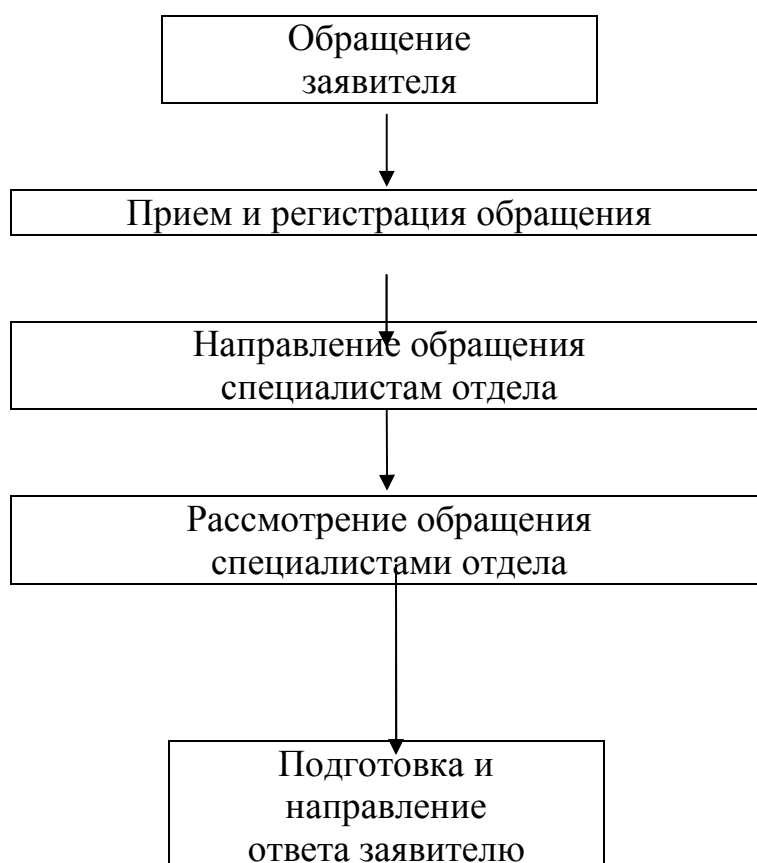 Обращение
заявителя
Прием и регистрация обращения
Направление обращения
специалистам отдела
Рассмотрение обращения
специалистами отдела
Подготовка и
направление
ответа заявителю